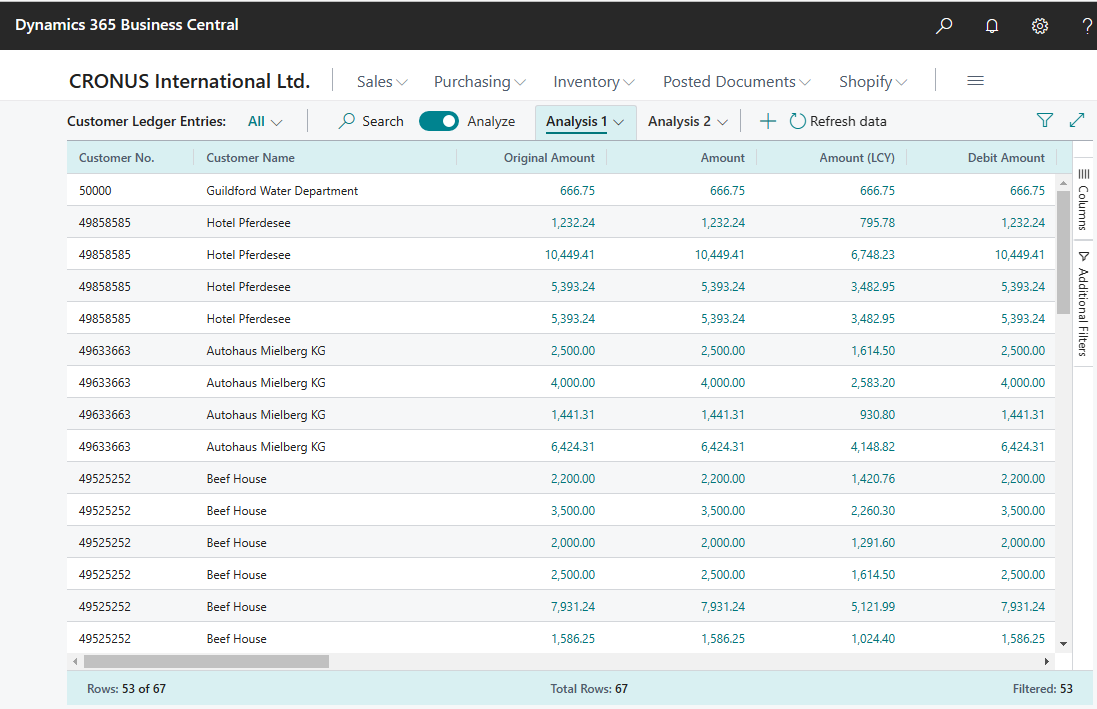 Dynamics 365 Business Central
?
CRONUS International Ltd. Sales Purchasing Inventory Posted Documents Shopify
Customer Ledger Entries: All Search Analyze Analysis 1 Analysis 2 Refresh data
Customer No. Customer Name Original Amount Amount Amount (LCY) Debit Amount
50000 Guildford Water Department 666.75 666.75 666.75 666.75
49858585 Hotel Pferdesee 1,232.24 1,232.24 795.78 1,232.24
49858585 Hotel Pferdesee 10,449.41 10,449.41 6,748.23 10,449.41
49858585 Hotel Pferdesee 5,393.24 5,393.24 3,482.95 5,393.24
49858585 Hotel Pferdesee 5,393.24 5,393.24 3,482.95 5,393.24
49633663 Autohaus Mielberg KG 2,500.00 2,500.00 1,614.50 2,500.00
49633663 Autohaus Mielberg KG 4,000.00 4,000.00 2,583.20 4,000.00
49633663 Autohaus Mielberg KG 1,441.31 1,441.31 930.80 1,441.31
49633663 Autohaus Mielberg KG 6,424.31 6,424.31 4,148.82 6,424.31
49525252 Beef House 2,200.00 2,200.00 1,420.76 2,200.00
49525252 Beef House 3,500.00 3,500.00 2,260.30 3,500.00
49525252 Beef House 2,000.00 2,000.00 1,291.60 2,000.00
49525252 Beef House 2,500.00 2,500.00 1,614.50 2,500.00
49525252 Beef House 7,931.24 7,931.24 5,121.99 7,931.24
49525252 Beef House 1,586.25 1,586.25 1,024.40 1,586.25
Columns
Additional Filters
Rows: 53 of 67 Total Rows: 67 Filtered: 53